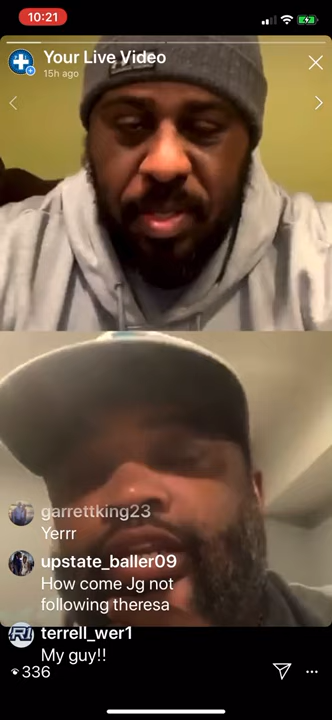 10:21
Your Live Video
15h ago
garrettking23
Yerrr
upstate_baller09
How come Jg not
following theresa
terrell_wer1
My guy!!
336